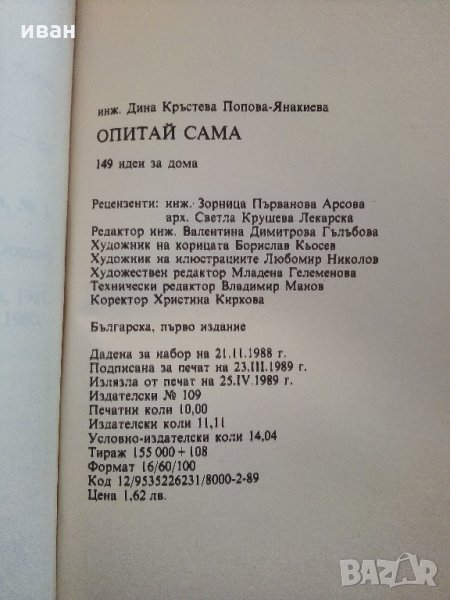 иван
инж. Дина Кръстева Попова-Янакиева
ОПИТАЙ САМА
149 идеи за дома
Рецензенти: инж. Зорница Първанова Арсова
арх. Светла Крушева Лекарска
Редактор инж. Валентина Димитрова Гълъбова
Художник на корицата Борислав Кьосев
Художник на илюстрациите Любомир Николов
Художествен редактор Младена Гелеменова
Технически редактор Владимир Манов
Коректор Христина Киркова
Българска, първо издание
Дадена за набор на 21.II.1988 г.
Подписана за печат на 23.III.1989 г.
Излязла от печат на 25.IV.1989 г.
Издателски № 109
Печатни коли 10,00
Издателски коли 11,11
Условно-издателски коли 14,04
Тираж 155 000 + 108
Формат 16/60/100
Код 12/9535226231/8000-2-89
Цена 1,62 лв.
BAZAR